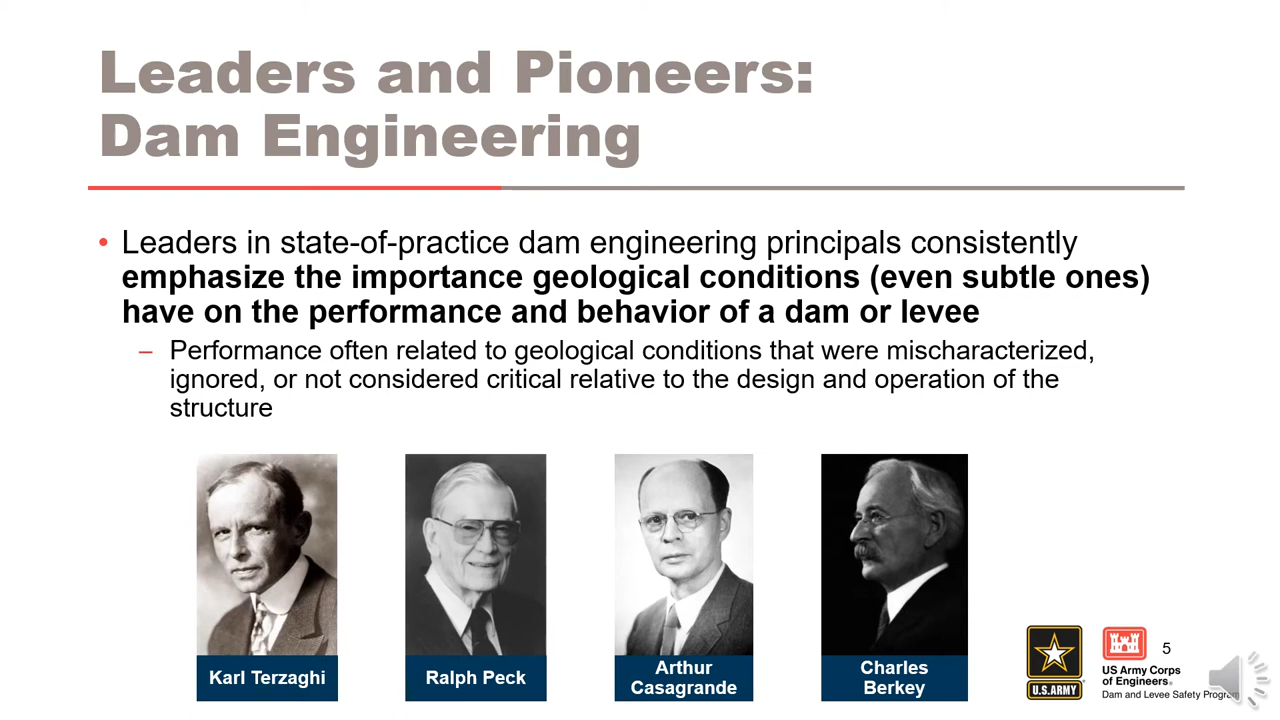 Leaders and Pioneers:
Dam Engineering
• Leaders in state-of-practice dam engineering principals consistently
emphasize the importance geological conditions (even subtle ones)
have on the performance and behavior of a dam or levee
– Performance often related to geological conditions that were mischaracterized,
ignored, or not considered critical relative to the design and operation of the
structure
Karl Terzaghi
Ralph Peck
Arthur
Casagrande
Charles
Berkey
U.S.ARMY
5
US Army Corps
of Engineers®
Dam and Levee Safety Program